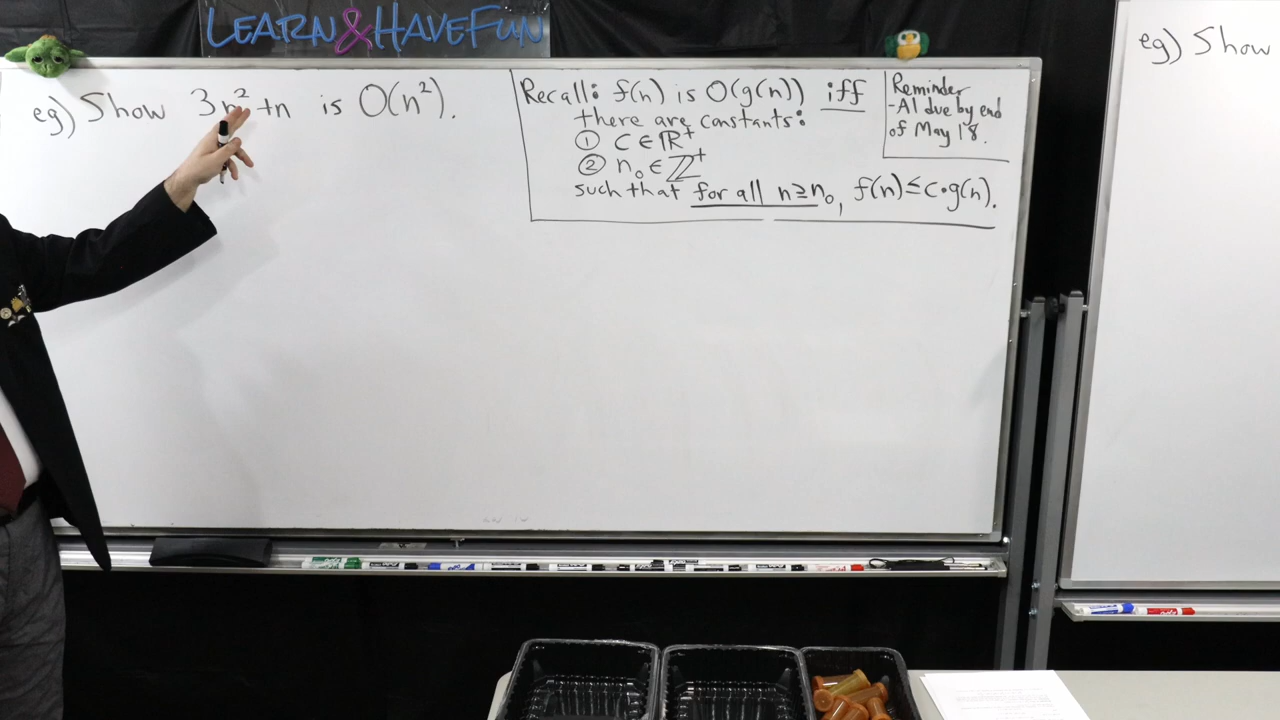 LEARN&HAVEFUN
eg) Show 3n²+n is O(n²).
Recall: f(n) is O(g(n)) iff
there are constants:
① C∈ℝ⁺
② n₀∈ℤ⁺
such that for all n≥n₀, f(n)≤c•g(n).
Reminder
-A1 due by end
of May 18.
eg) Show